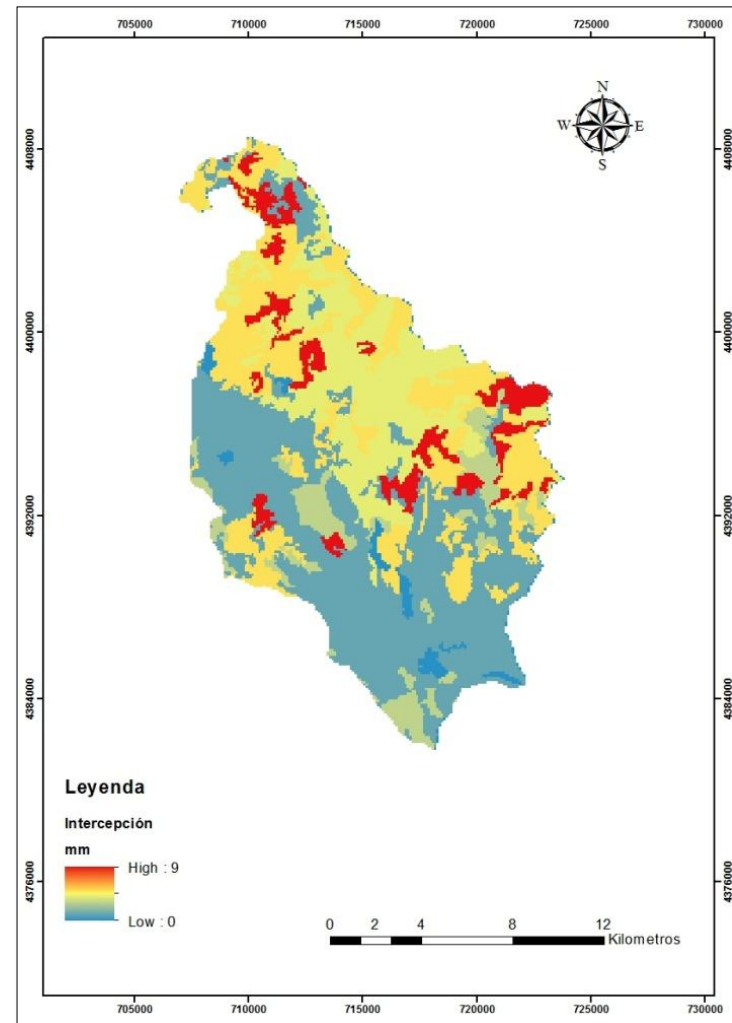 705000 710000 715000 720000 725000 730000
N
W E
S
4408000 4408000
4400000 4400000
4392000 4392000
4384000 4384000
4376000 4376000
Leyenda
Intercepción
mm
High : 9
Low : 0
0 2 4 8 12
Kilometros
705000 710000 715000 720000 725000 730000